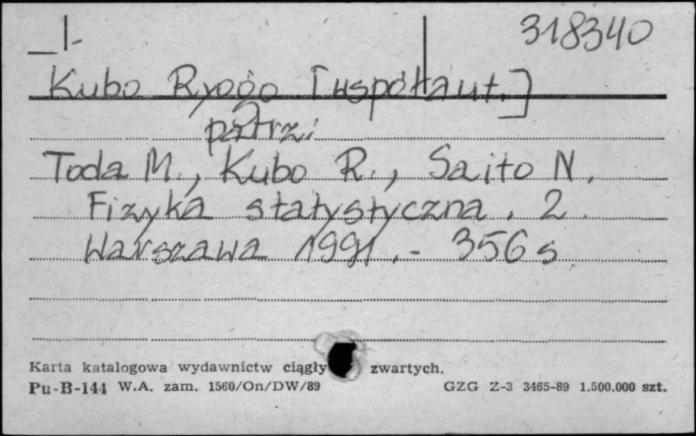 I- 318340
Kubo Ryogo [współaut.]
patrz:
Toda M., Kubo R., Saito N.
Fizyka statystyczna. 2.
Warszawa 1991.- 356 s
Karta katalogowa wydawnictw ciągły zwartych.
Pu-B-144 W.A. zam. 1560/On/DW/89 GZG Z-3 3465-89 1.500.000 szt.